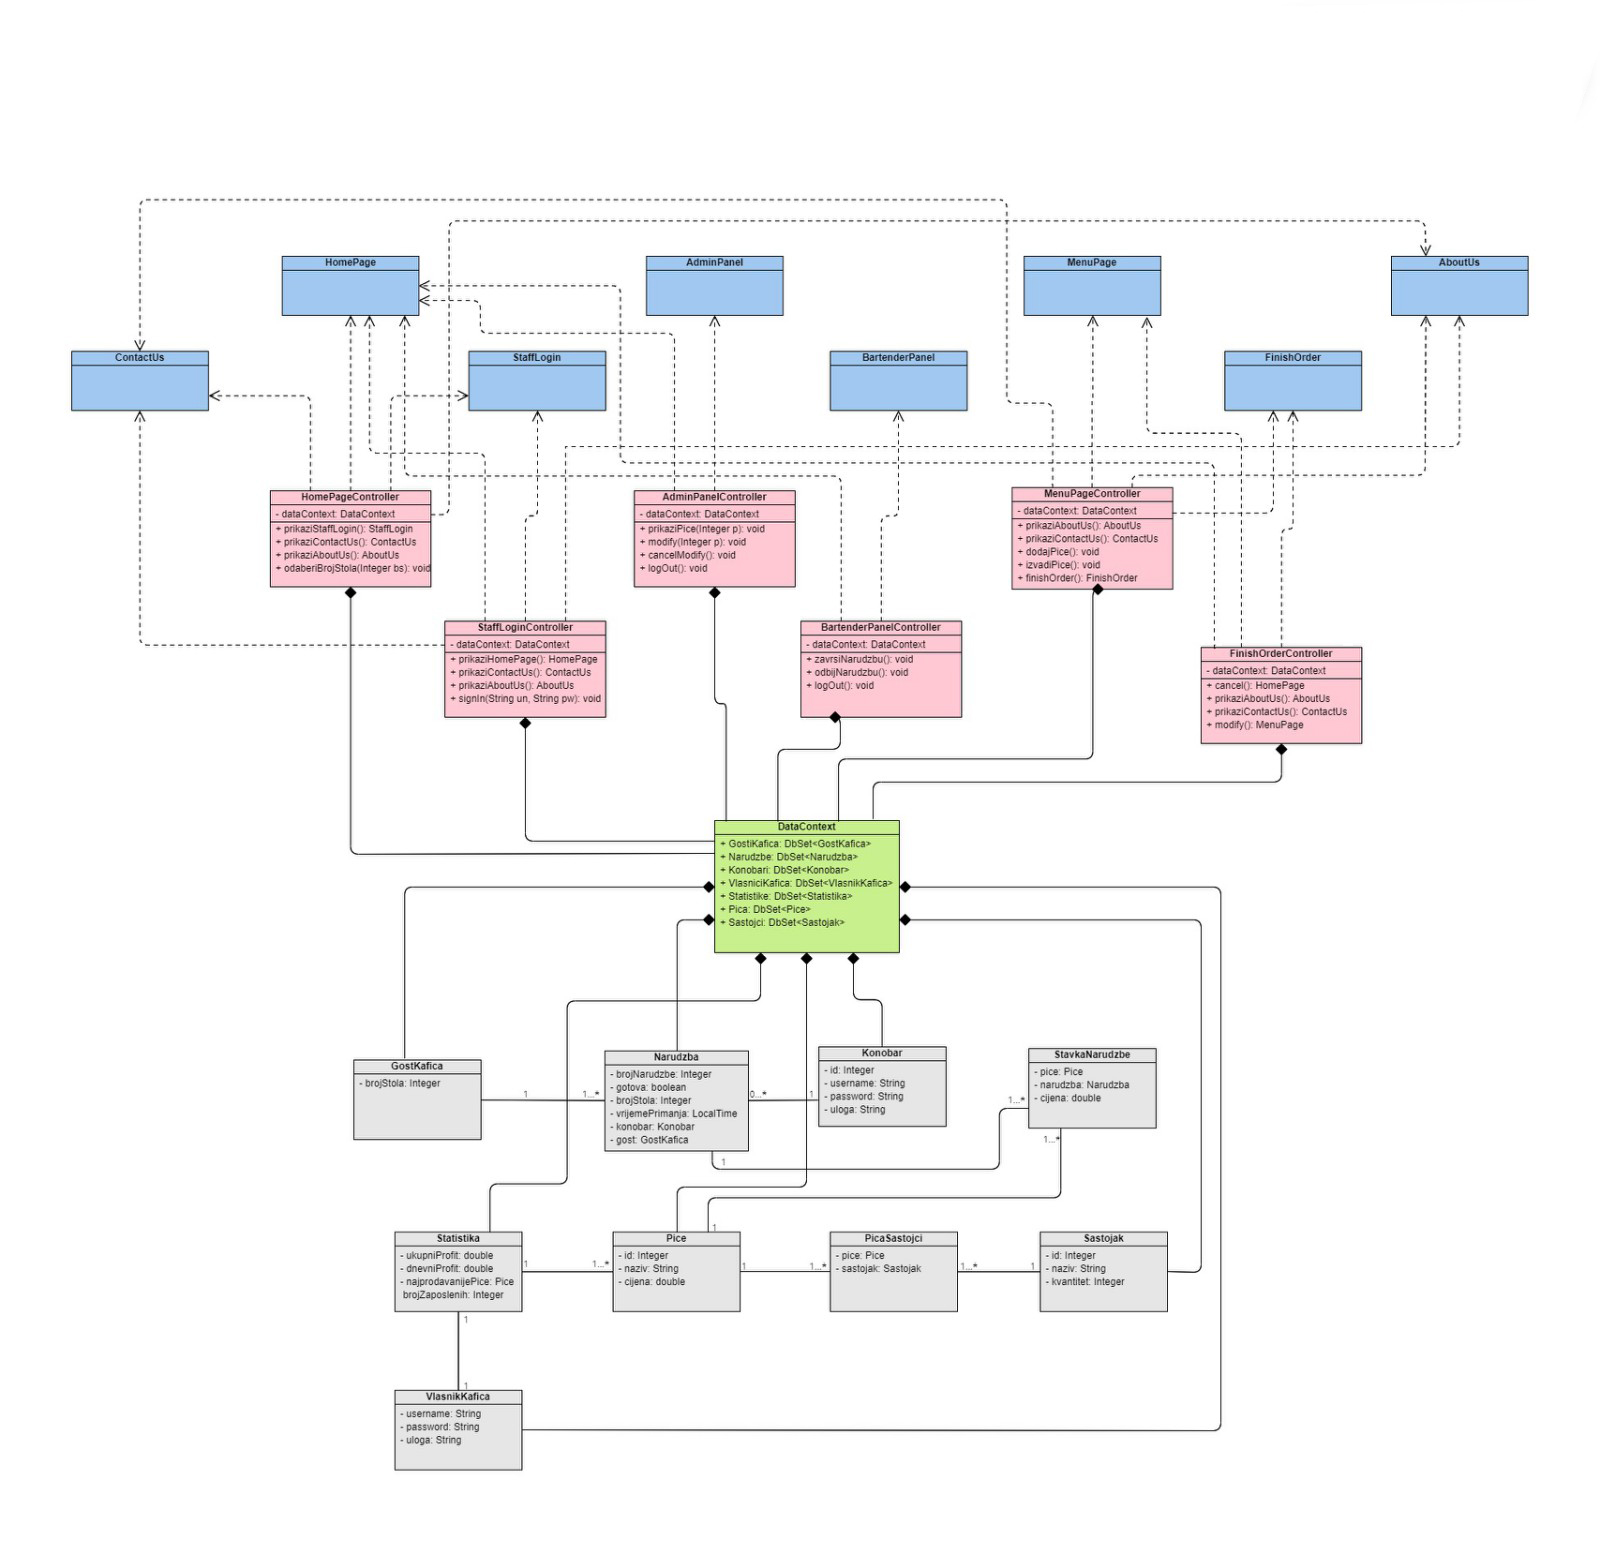 HomePage
AdminPanel
MenuPage
AboutUs
ContactUs
StaffLogin
BartenderPanel
FinishOrder
HomePageController
- dataContext: DataContext
+ prikaziStaffLogin(): StaffLogin
+ prikaziContactUs(): ContactUs
+ prikaziAboutUs(): AboutUs
+ odaberiBrojStola(Integer bs): void
AdminPanelController
- dataContext: DataContext
+ prikaziPice(Integer p): void
+ modify(Integer p): void
+ cancelModify(): void
+ logOut(): void
MenuPageController
- dataContext: DataContext
+ prikaziAboutUs(): AboutUs
+ prikaziContactUs(): ContactUs
+ dodajPice(): void
+ izvadiPice(): void
+ finishOrder(): FinishOrder
StaffLoginController
- dataContext: DataContext
+ prikaziHomePage(): HomePage
+ prikaziContactUs(): ContactUs
+ prikaziAboutUs(): AboutUs
+ signIn(String un, String pw): void
BartenderPanelController
- dataContext: DataContext
+ zavrsiNarudzbu(): void
+ odbijNarudzbu(): void
+ logOut(): void
FinishOrderController
- dataContext: DataContext
+ cancel(): HomePage
+ prikaziAboutUs(): AboutUs
+ prikaziContactUs(): ContactUs
+ modify(): MenuPage
DataContext
+ GostiKafica: DbSet<GostKafica>
+ Narudzbe: DbSet<Narudzba>
+ Konobari: DbSet<Konobar>
+ VlasniciKafica: DbSet<VlasnikKafica>
+ Statistike: DbSet<Statistika>
+ Pica: DbSet<Pice>
+ Sastojci: DbSet<Sastojak>
GostKafica
- brojStola: Integer
1
1...*
Narudzba
- brojNarudzbe: Integer
- gotova: boolean
- brojStola: Integer
- vrijemePrimanja: LocalTime
- konobar: Konobar
- gost: GostKafica
0...*
1
Konobar
- id: Integer
- username: String
- password: String
- uloga: String
StavkaNarudzbe
- pice: Pice
- narudzba: Narudzba
- cijena: double
1...*
1...*
1
1
Statistika
- ukupniProfit: double
- dnevniProfit: double
- najprodavanijePice: Pice
brojZaposlenih: Integer
1
1...*
Pice
- id: Integer
- naziv: String
- cijena: double
1
1...*
PicaSastojci
- pice: Pice
- sastojak: Sastojak
1...*
1
Sastojak
- id: Integer
- naziv: String
- kvantitet: Integer
1
1
VlasnikKafica
- username: String
- password: String
- uloga: String